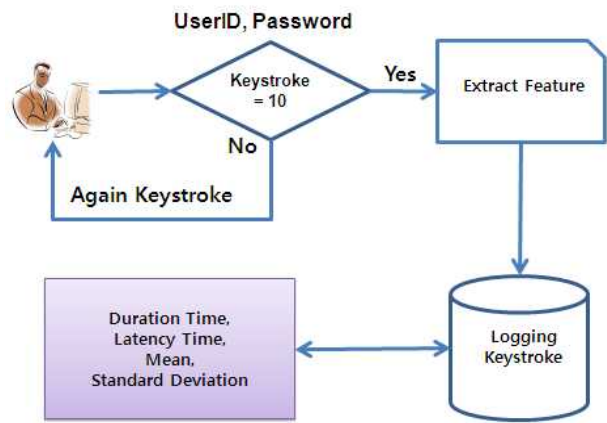 UserID, Password
Keystroke
= 10
Yes
Extract Feature
No
Again Keystroke
Duration Time,
Latency Time,
Mean,
Standard Deviation
Logging
Keystroke